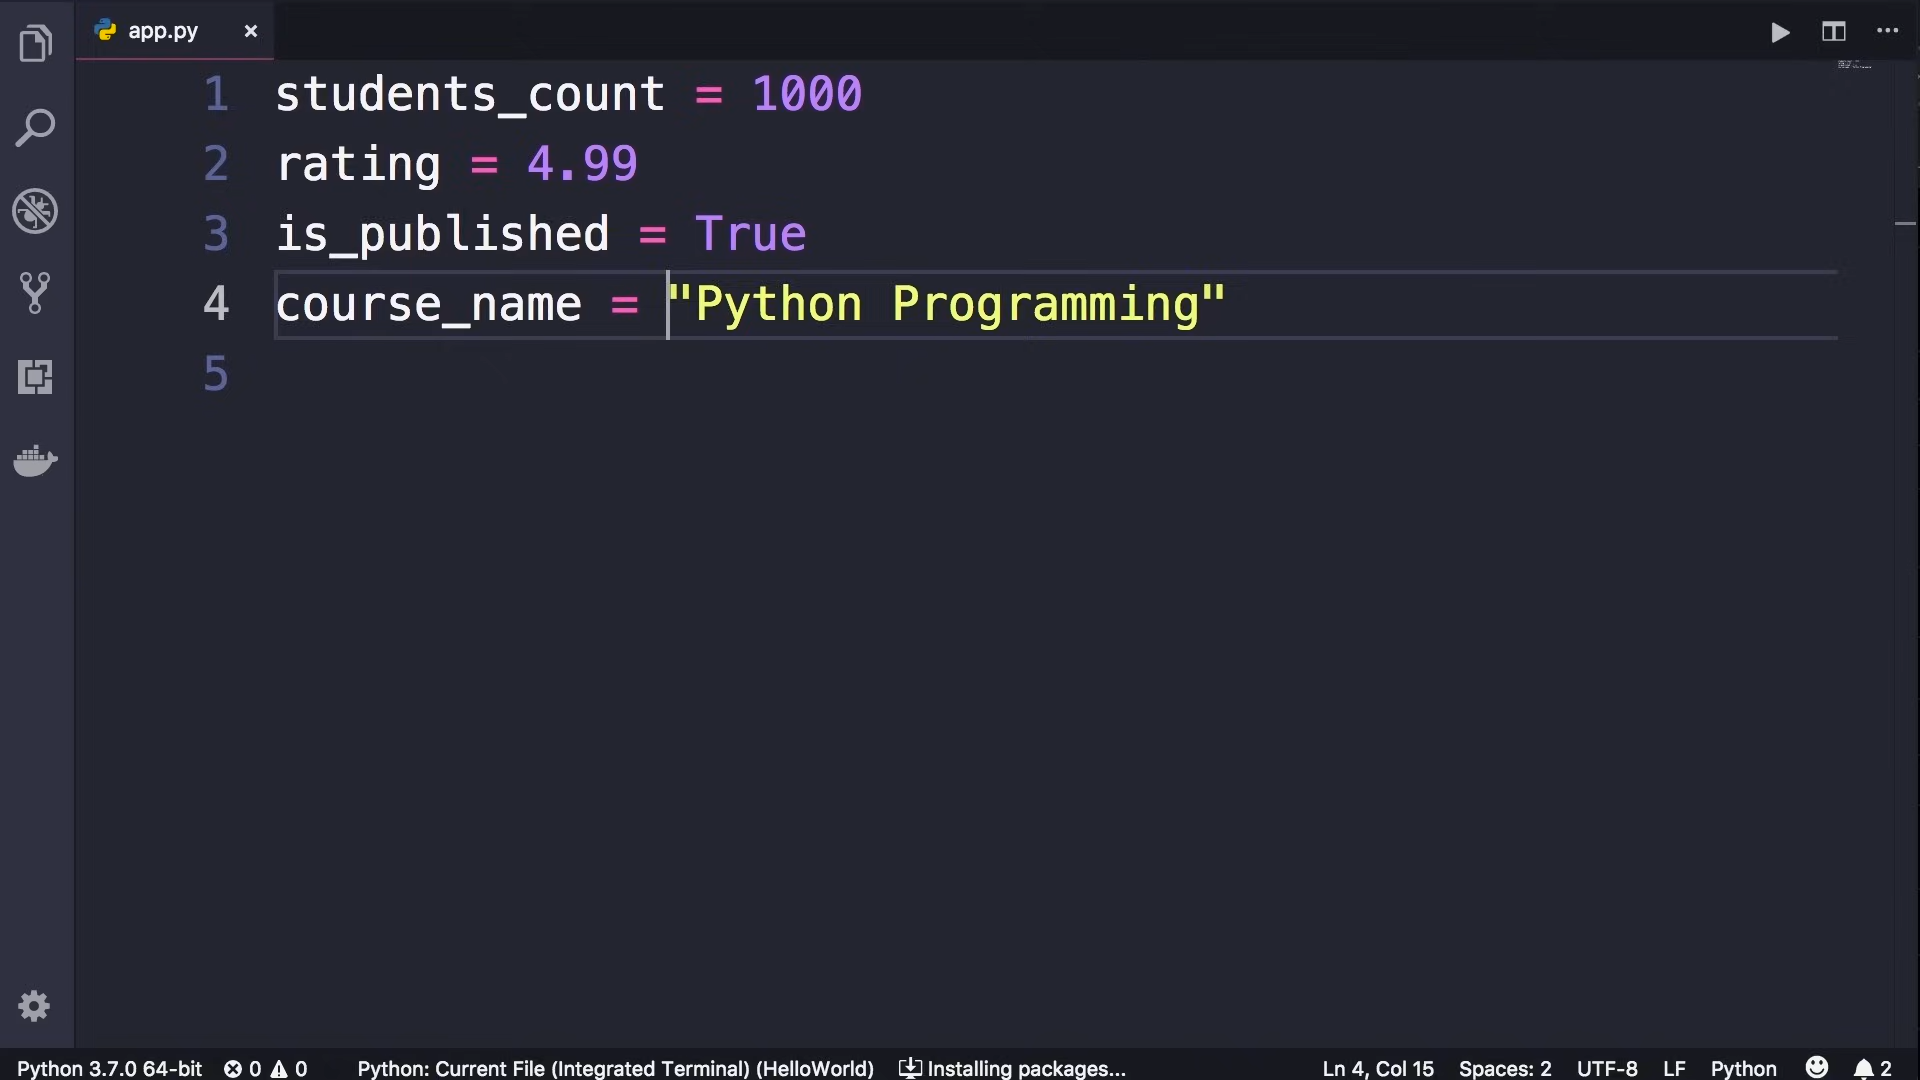 app.py
1 students_count = 1000
2 rating = 4.99
3 is_published = True
4 course_name = "Python Programming"
5
Python 3.7.0 64-bit 0 0 Python: Current File (Integrated Terminal) (HelloWorld) Installing packages... Ln 4, Col 15 Spaces: 2 UTF-8 LF Python 2